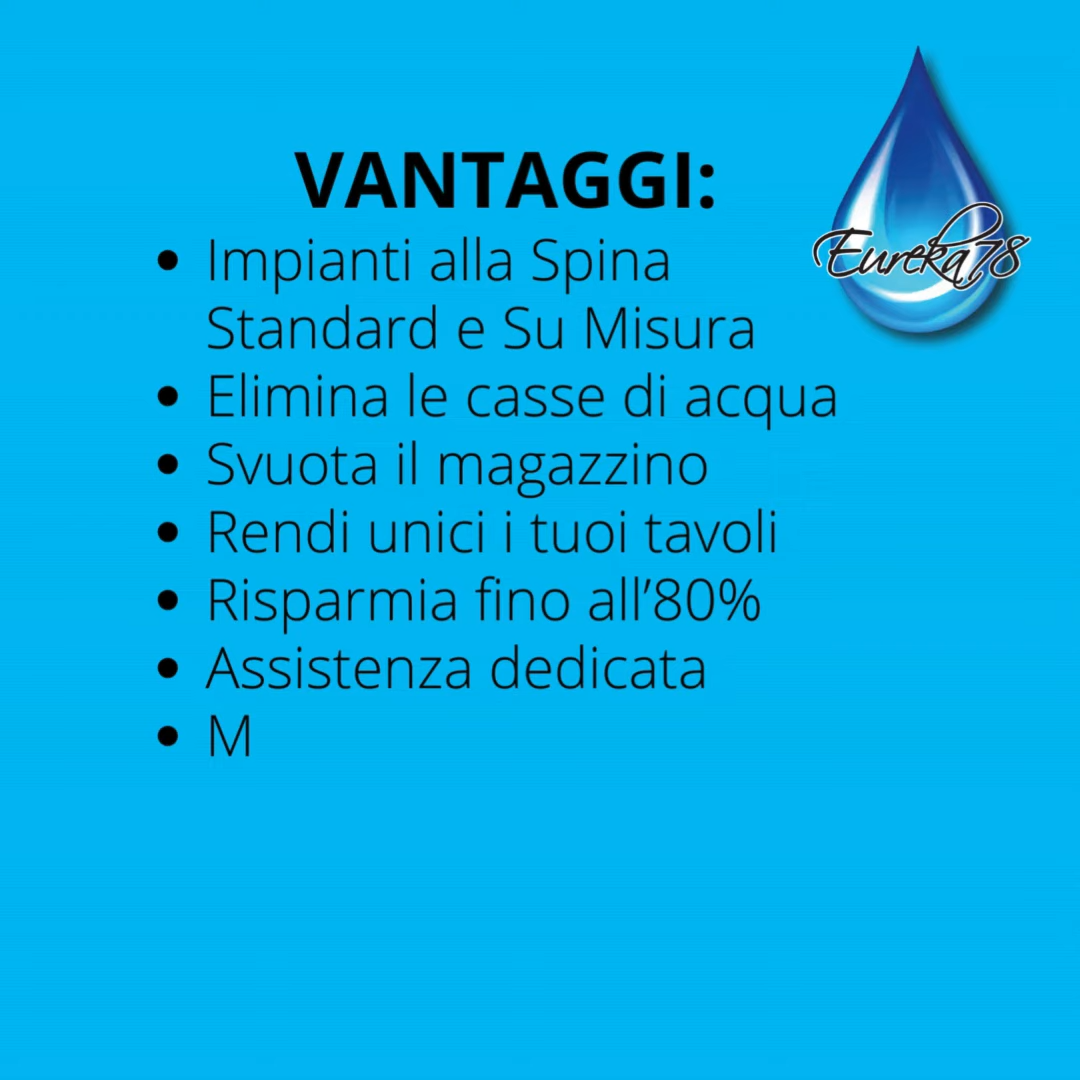 VANTAGGI:
Eureka78
• Impianti alla Spina
Standard e Su Misura
• Elimina le casse di acqua
• Svuota il magazzino
• Rendi unici i tuoi tavoli
• Risparmia fino all’80%
• Assistenza dedicata
• M